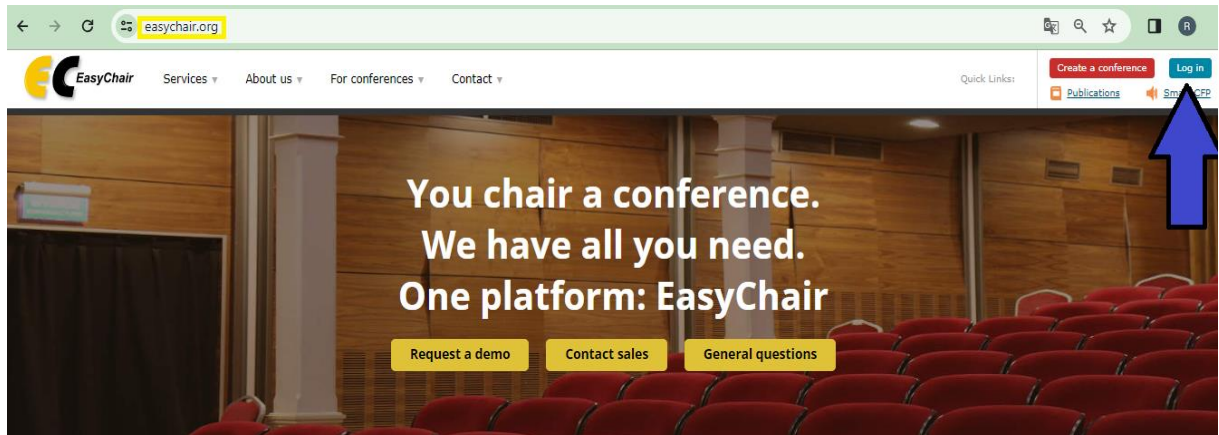 easychair.org
R
EC EasyChair
Services
About us
For conferences
Contact
Quick Links:
Create a conference
Log in
Publications
You chair a conference.
We have all you need.
One platform: EasyChair
Request a demo
Contact sales
General questions